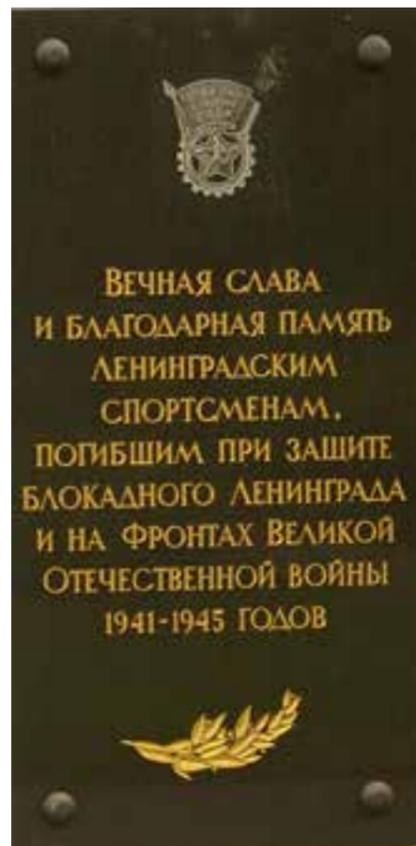 Вечная слава
и благодарная память
Ленинградским
спортсменам,
погибшим при защите
блокадного Ленинграда
и на Фронтах Великой
Отечественной войны
1941-1945 годов